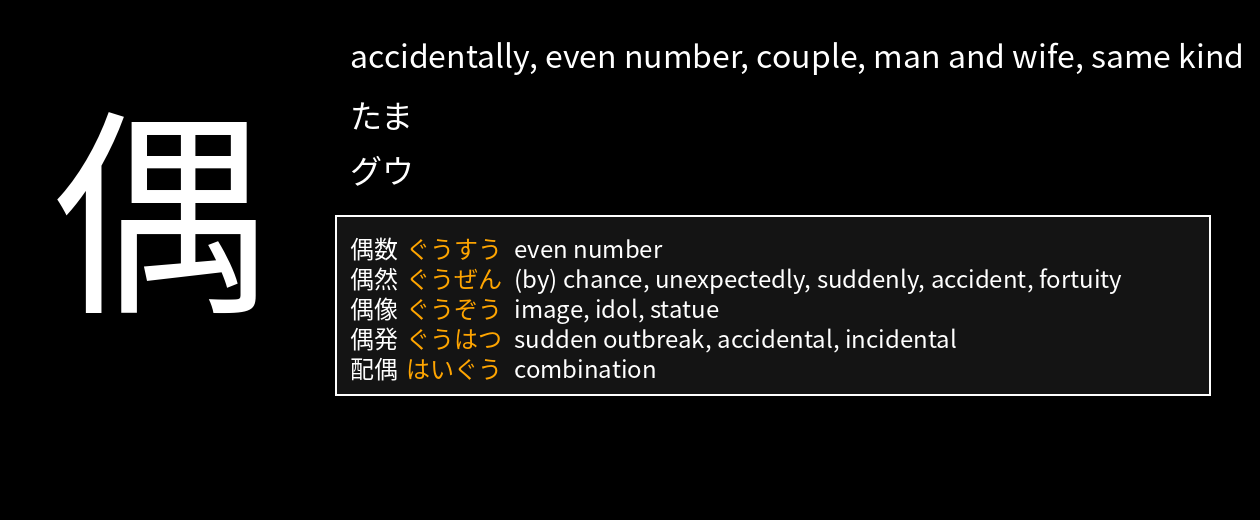 偶
accidentally, even number, couple, man and wife, same kind
たま
グウ
偶数 ぐうすう even number
偶然 ぐうぜん (by) chance, unexpectedly, suddenly, accident, fortuity
偶像 ぐうぞう image, idol, statue
偶発 ぐうはつ sudden outbreak, accidental, incidental
配偶 はいぐう combination